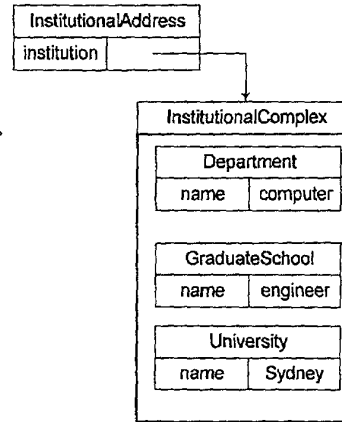 InstitutionalAddress
institution
InstitutionalComplex
Department
name computer
GraduateSchool
name engineer
University
name Sydney